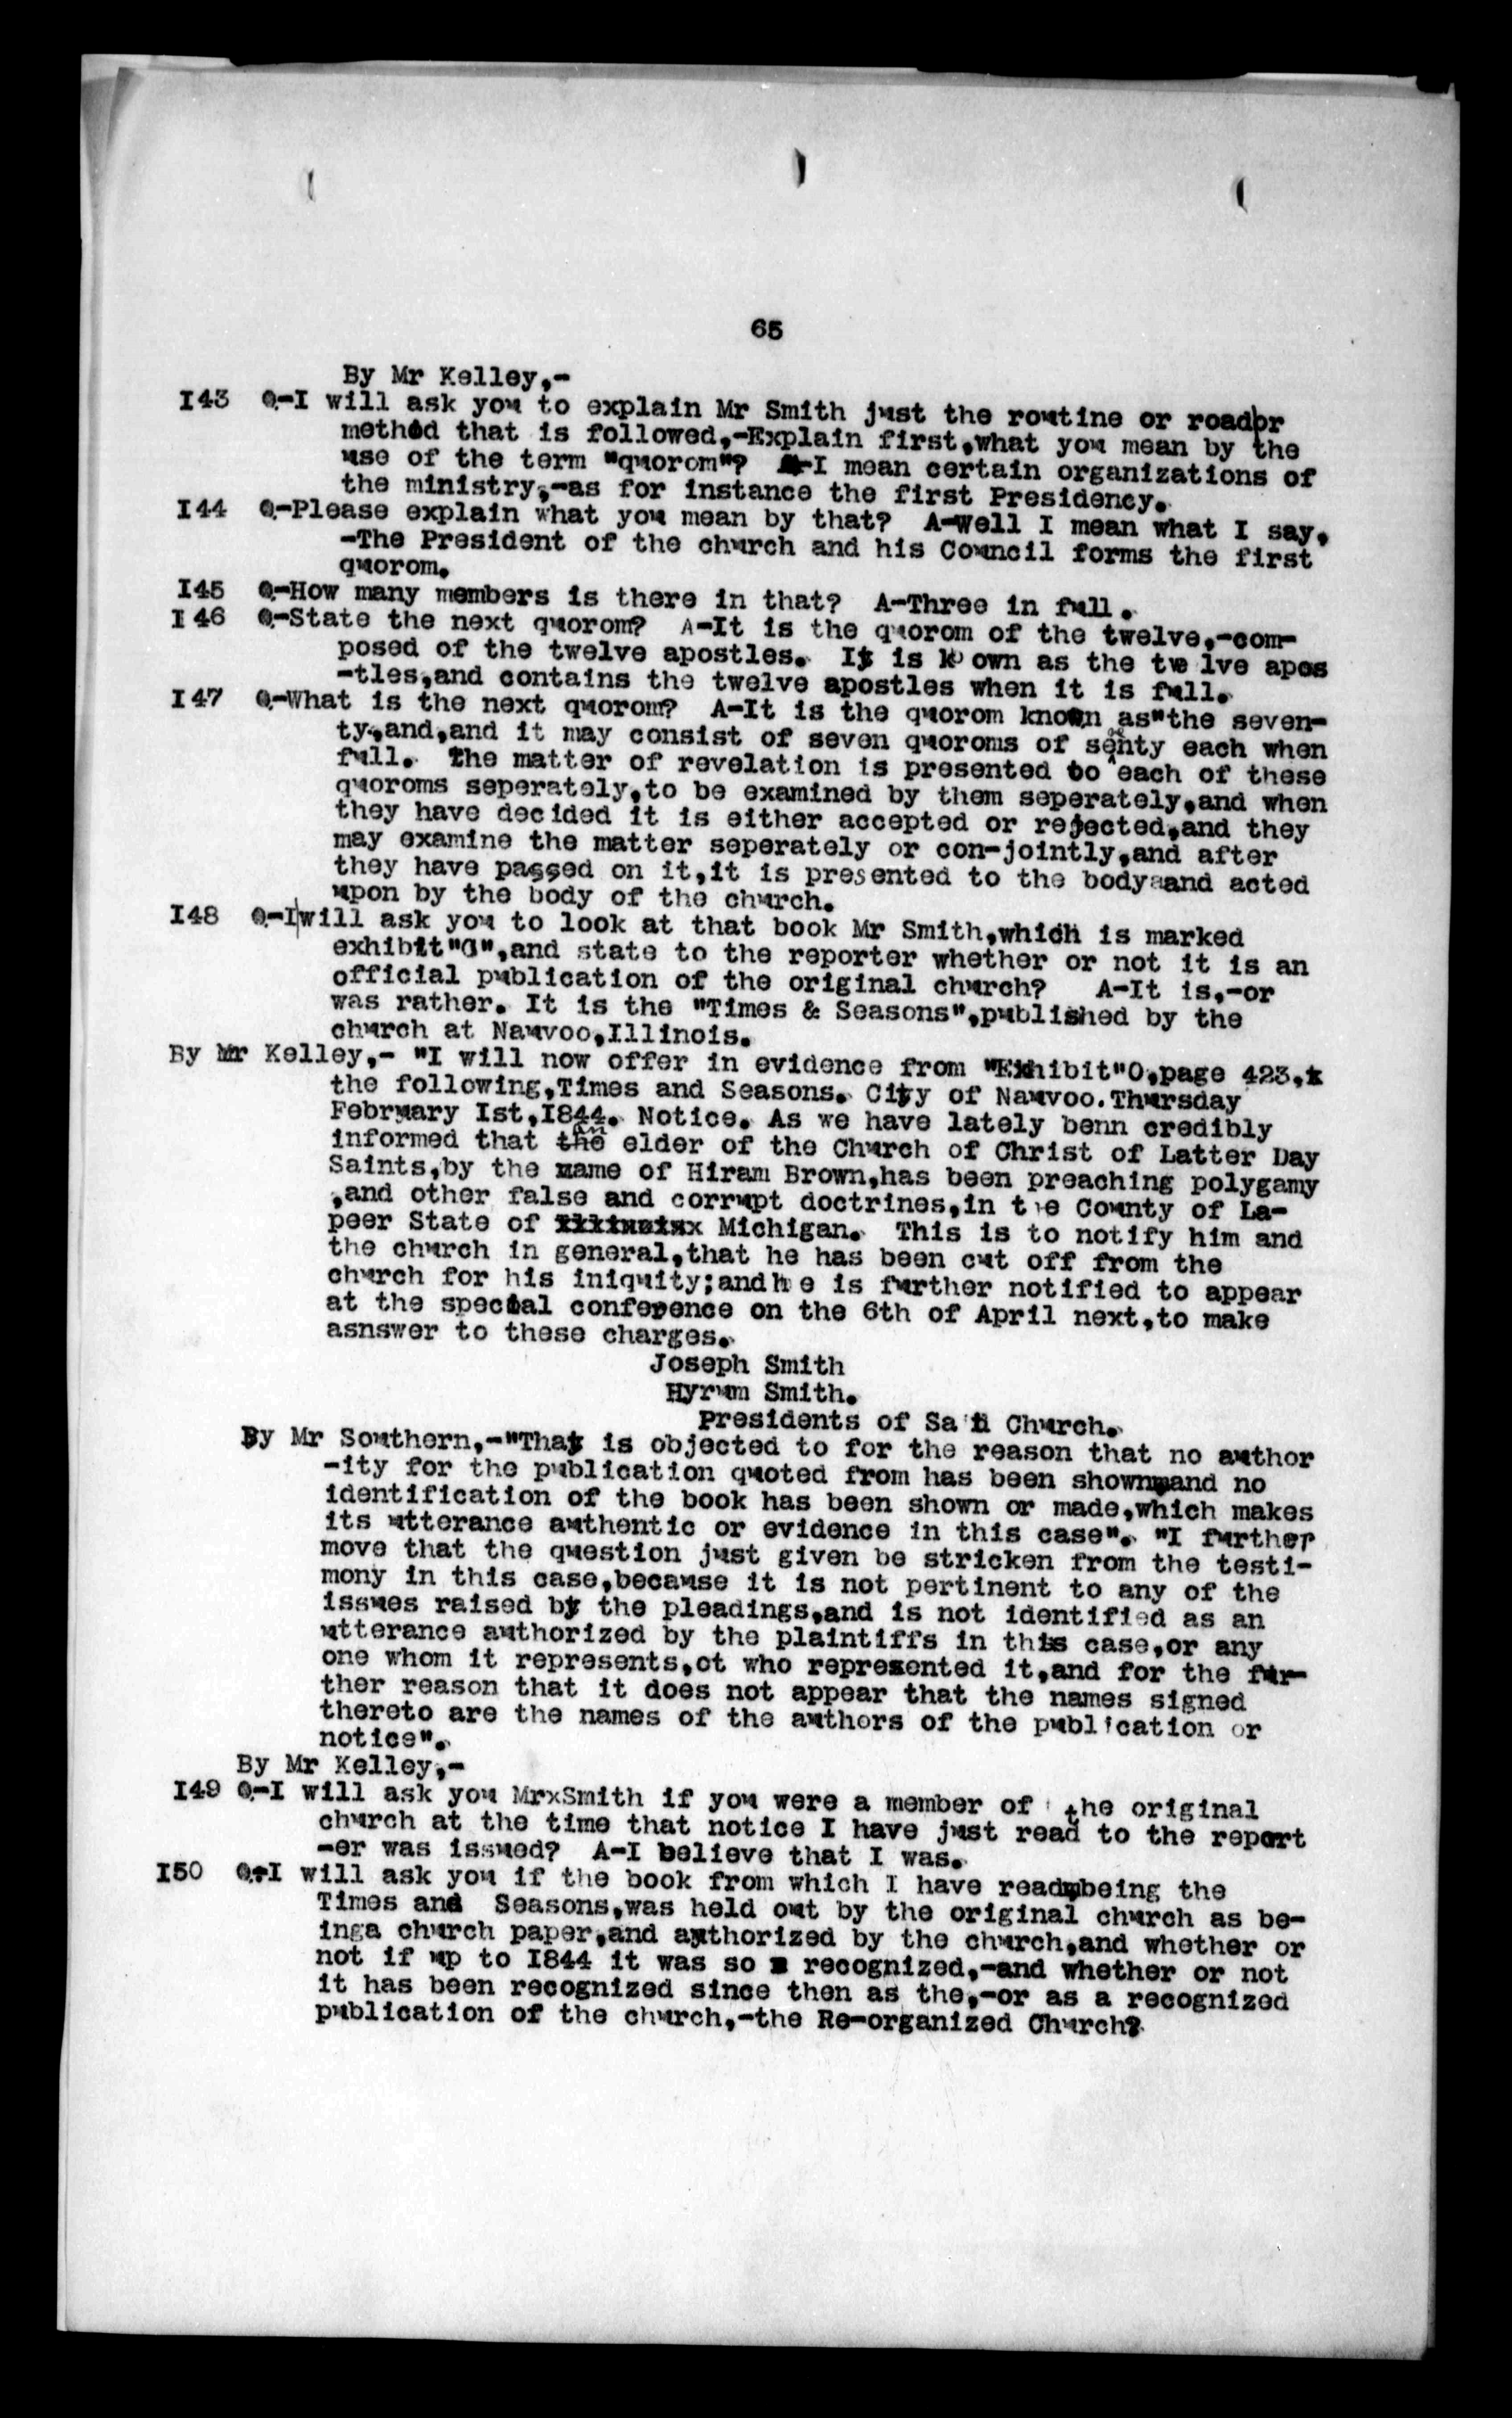 65
By Mr Kelley,-
I43 Q-I will ask you to explain Mr Smith just the routine or road or
method that is followed,-Explain first,what you mean by the
use of the term "quorom"? A-I mean certain organizations of
the ministry,-as for instance the first Presidency.
I44 Q-Please explain what you mean by that? A-Well I mean what I say.
-The President of the church and his Council forms the first
quorom.
I45 Q-How many members is there in that? A-Three in full.
I46 Q-State the next quorom? A-It is the quorom of the twelve,-com-
posed of the twelve apostles. It is known as the twelve apos
-tles,and contains the twelve apostles when it is full.
I47 Q-What is the next quorom? A-It is the quorom known as"the seven-
ty,and,and it may consist of seven quoroms of seventy each when
full. The matter of revelation is presented to each of these
quoroms seperately,to be examined by them seperately,and when
they have decided it is either accepted or rejected,and they
may examine the matter seperately or con-jointly,and after
they have passed on it,it is presented to the body and acted
upon by the body of the church.
I48 Q-I will ask you to look at that book Mr Smith,which is marked
exhibit "O",and state to the reporter whether or not it is an
official publication of the original church? A-It is,-or
was rather. It is the "Times & Seasons",published by the
church at Nauvoo,Illinois.
By Mr Kelley,- "I will now offer in evidence from "Exhibit"O,page 423,
the following,Times and Seasons. City of Nauvoo.Thursday
February Ist,1844. Notice. As we have lately benn credibly
informed that an elder of the Church of Christ of Latter Day
Saints,by the name of Hiram Brown,has been preaching polygamy
,and other false and corrupt doctrines,in the County of La-
peer State of Michigan. This is to notify him and
the church in general,that he has been cut off from the
church for his iniquity;and he is further notified to appear
at the special conference on the 6th of April next,to make
asnswer to these charges.
Joseph Smith
Hyrum Smith.
Presidents of Said Church.
By Mr Southern,-"That is objected to for the reason that no author
-ity for the publication quoted from has been shown,and no
identification of the book has been shown or made,which makes
its utterance authentic or evidence in this case". "I further
move that the question just given be stricken from the testi-
mony in this case,because it is not pertinent to any of the
issues raised by the pleadings,and is not identified as an
utterance authorized by the plaintiffs in this case,or any
one whom it represents,ot who represented it,and for the fur-
ther reason that it does not appear that the names signed
thereto are the names of the authors of the publication or
notice".
By Mr Kelley,-
I49 Q-I will ask you Mr Smith if you were a member of the original
church at the time that notice I have just read to the report
-er was issued? A-I believe that I was.
I50 Q-I will ask you if the book from which I have read,being the
Times and Seasons,was held out by the original church as be-
inga church paper,and authorized by the church,and whether or
not if up to I844 it was so recognized,-and whether or not
it has been recognized since then as the,-or as a recognized
publication of the church,-the Re-organized Church?